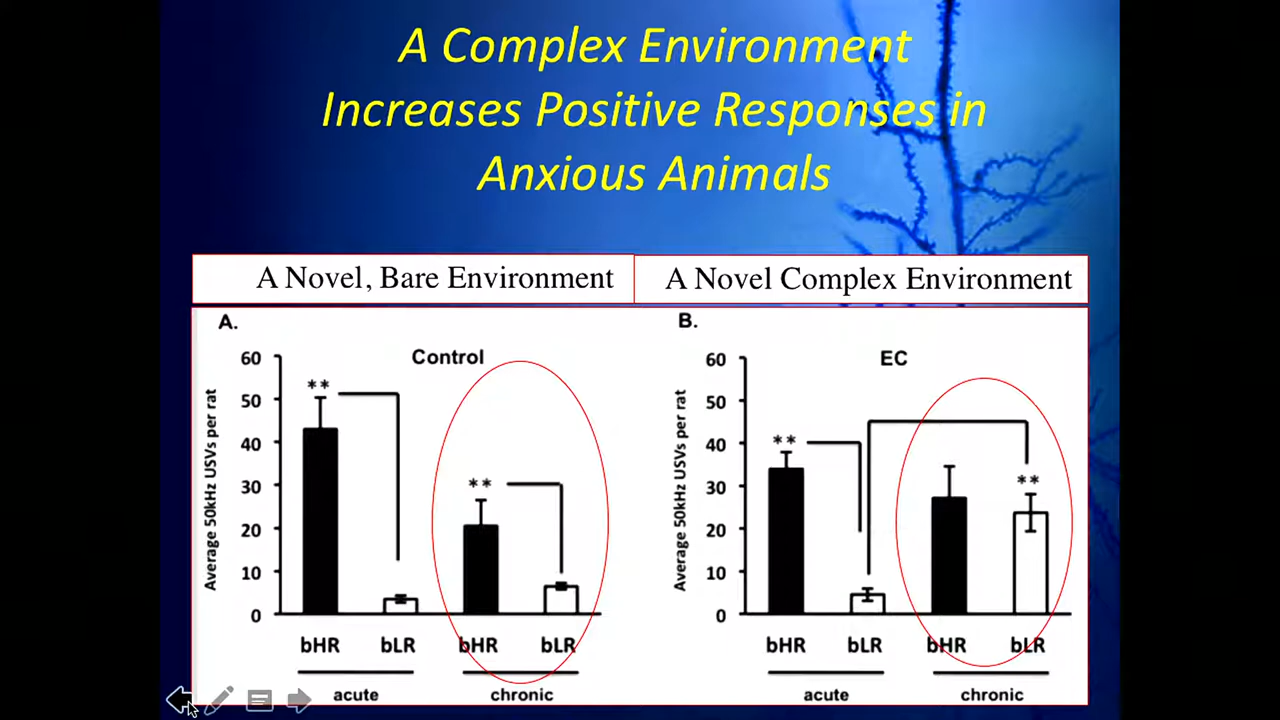 A Complex Environment
Increases Positive Responses in
Anxious Animals
A Novel, Bare Environment
A Novel Complex Environment
A.
Control
Average 50kHz USVs per rat
60
50
40
30
20
10
0
**
**
bHR
bLR
bHR
bLR
acute
chronic
B.
EC
Average 50kHz USVs per rat
60
50
40
30
20
10
0
**
**
bHR
bLR
bHR
bLR
acute
chronic